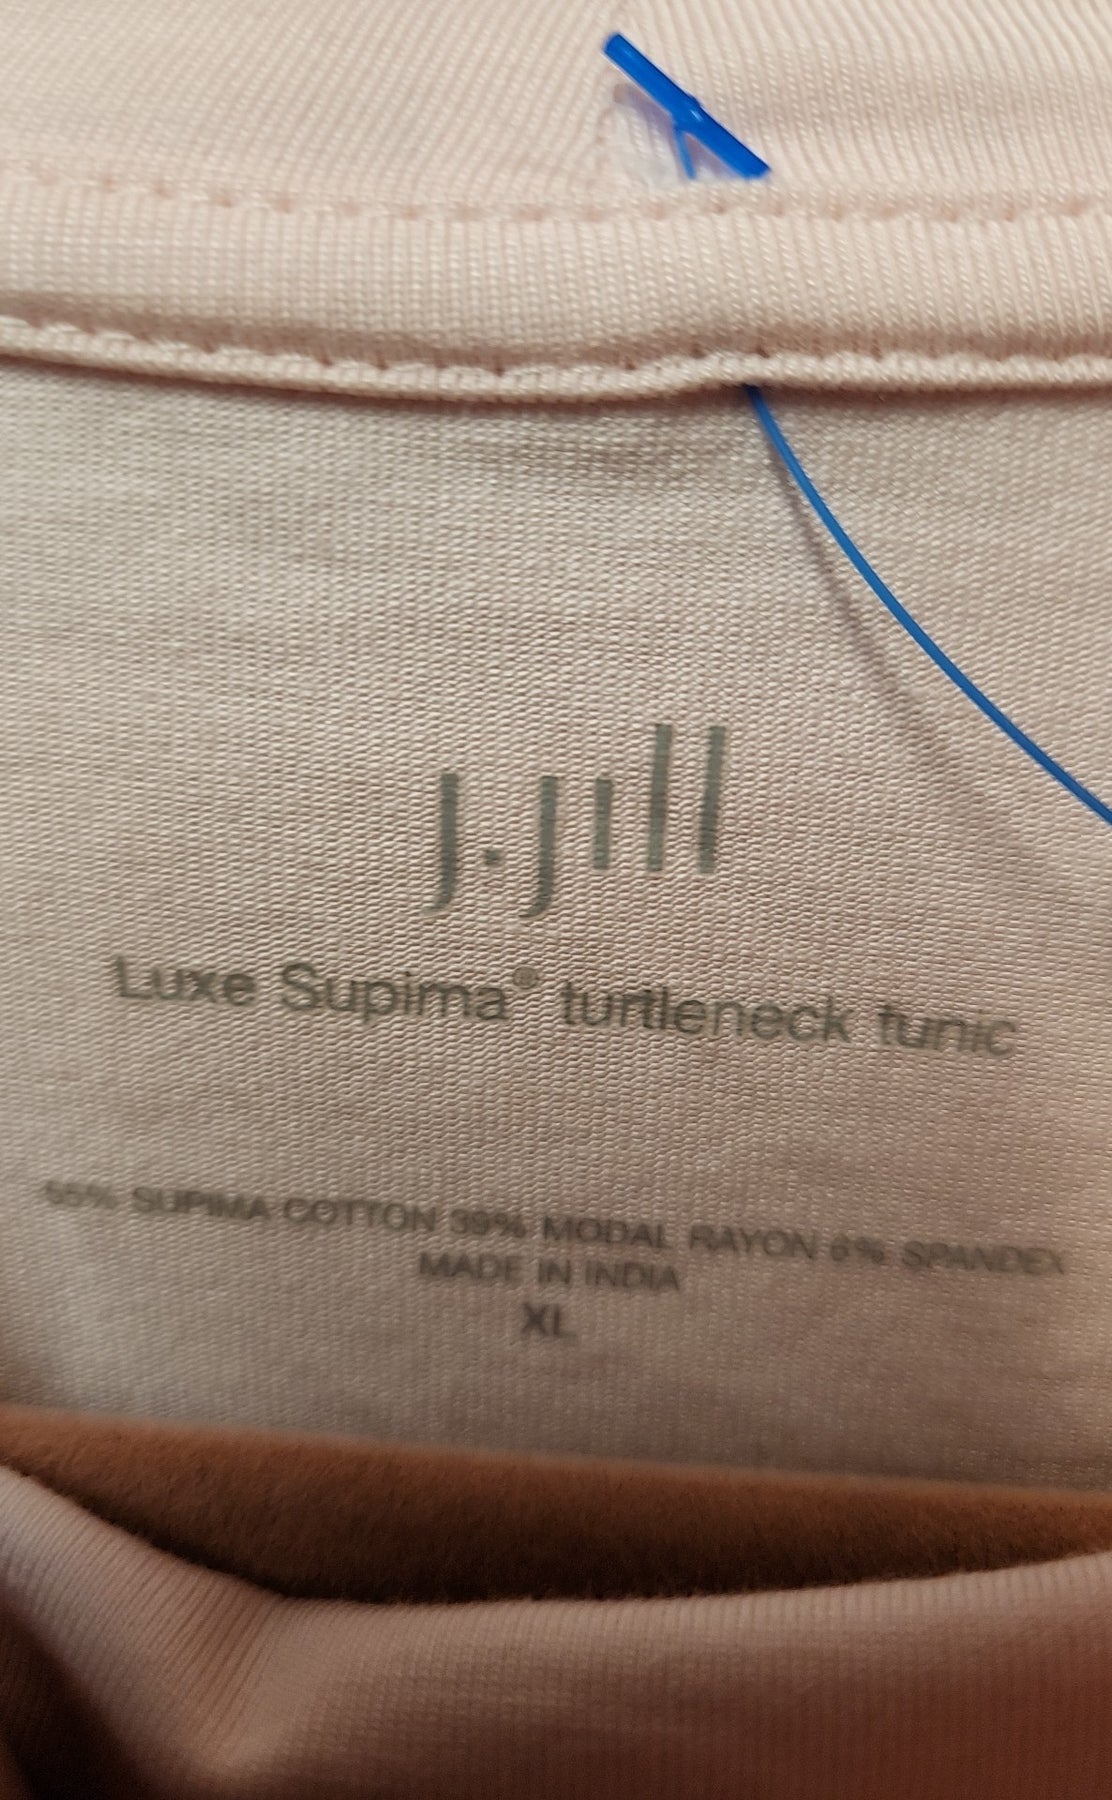 J.Jill
Luxe Supima® turtleneck tunic
55% SUPIMA COTTON 39% MODAL RAYON 6% SPANDEX
MADE IN INDIA
XL